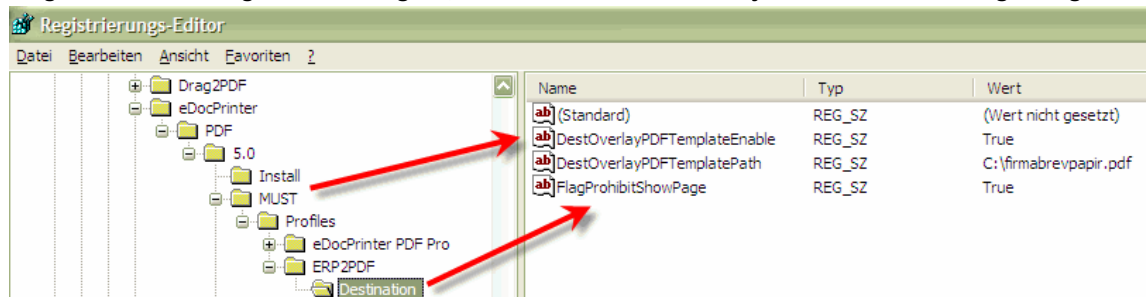 Registrierungs-Editor
Datei Bearbeiten Ansicht Favoriten ?
Drag2PDF
eDocPrinter
PDF
5.0
Install
MUST
Profiles
eDocPrinter PDF Pro
ERP2PDF
Destination
Name Typ Wert
(Standard) REG_SZ (Wert nicht gesetzt)
DestOverlayPDFTemplateEnable REG_SZ True
DestOverlayPDFTemplatePath REG_SZ C:\firmabrevpapir.pdf
FlagProhibitShowPage REG_SZ True